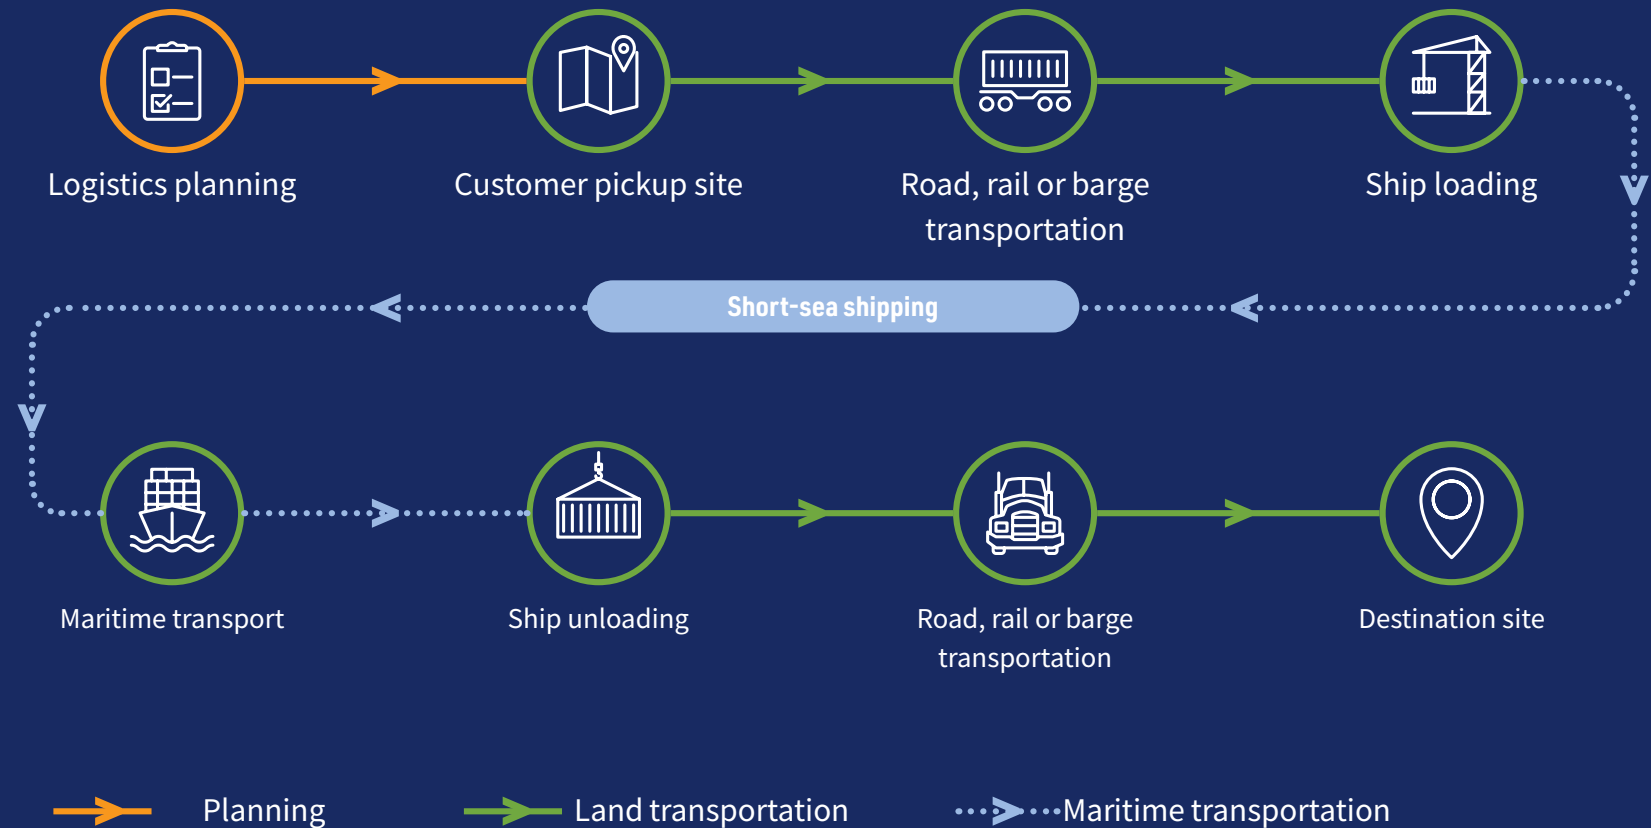 Logistics planning
Customer pickup site
Road, rail or barge
transportation
Ship loading
Short-sea shipping
Maritime transport
Ship unloading
Road, rail or barge
transportation
Destination site
Planning
Land transportation
Maritime transportation